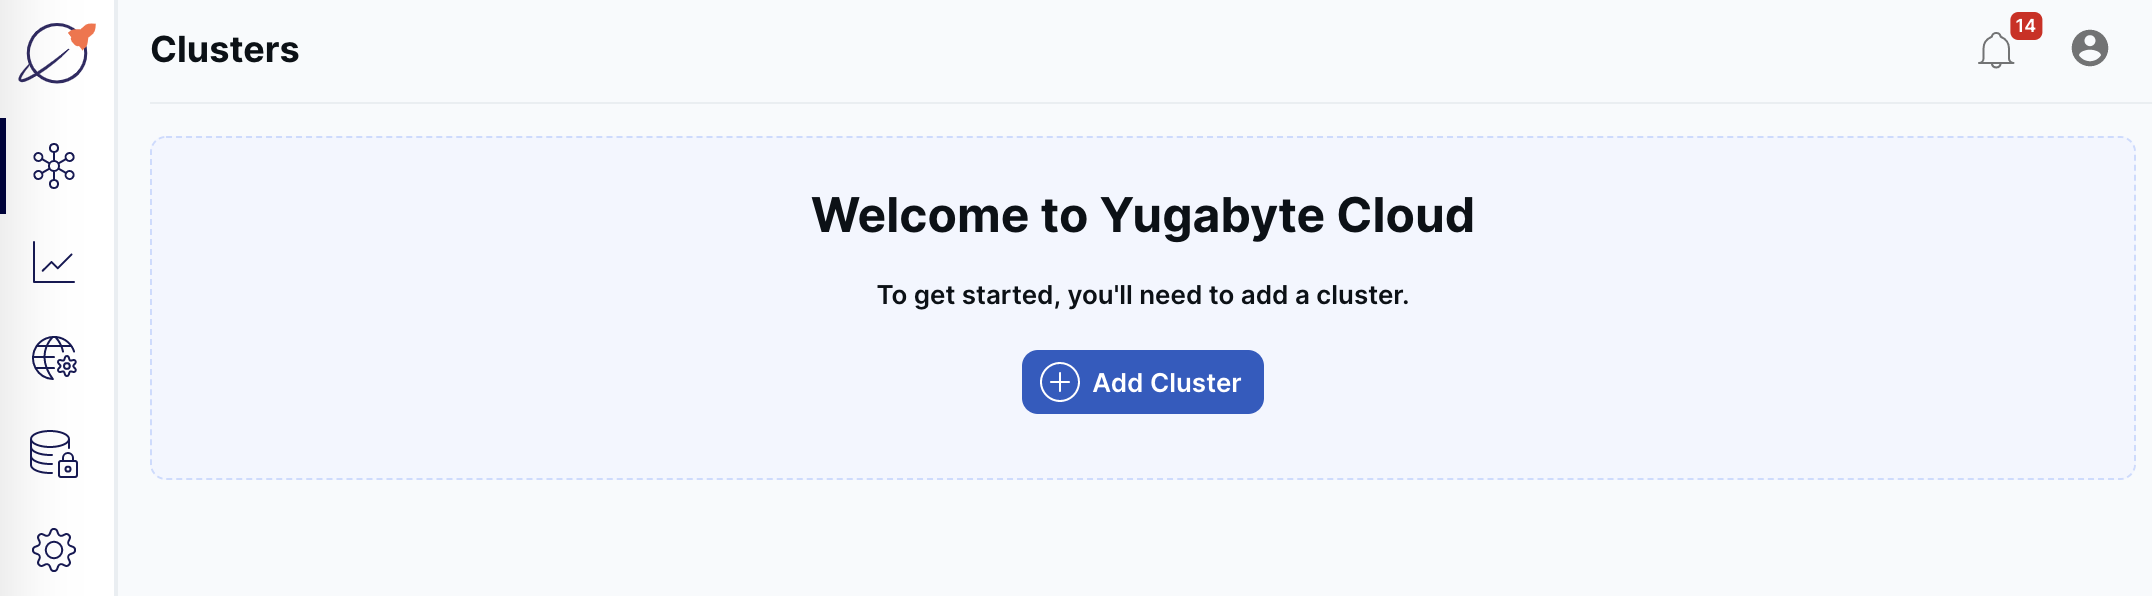 Clusters
14
Welcome to Yugabyte Cloud
To get started, you'll need to add a cluster.
Add Cluster